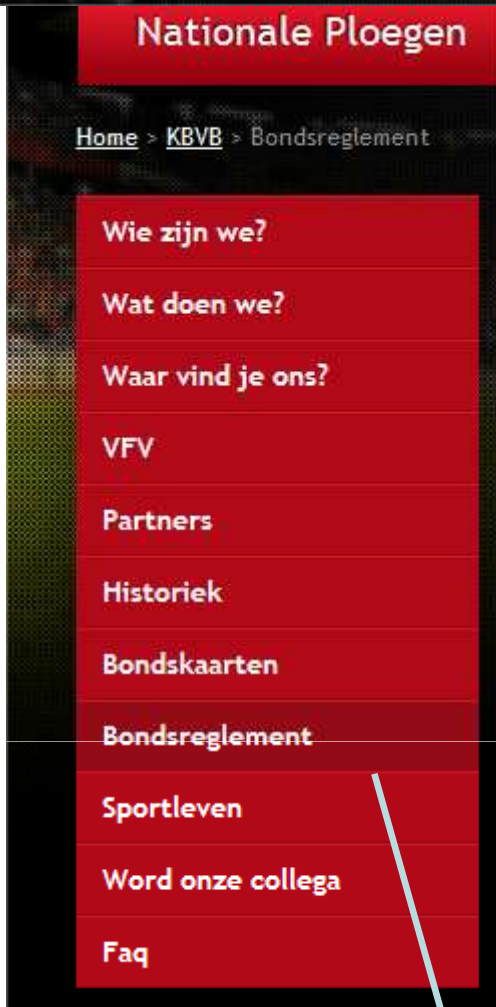 Nationale Ploegen
Home > KBVB > Bondsreglement
Wie zijn we?
Wat doen we?
Waar vind je ons?
VFV
Partners
Historiek
Bondskaarten
Bondsreglement
Sportleven
Word onze collega
Faq